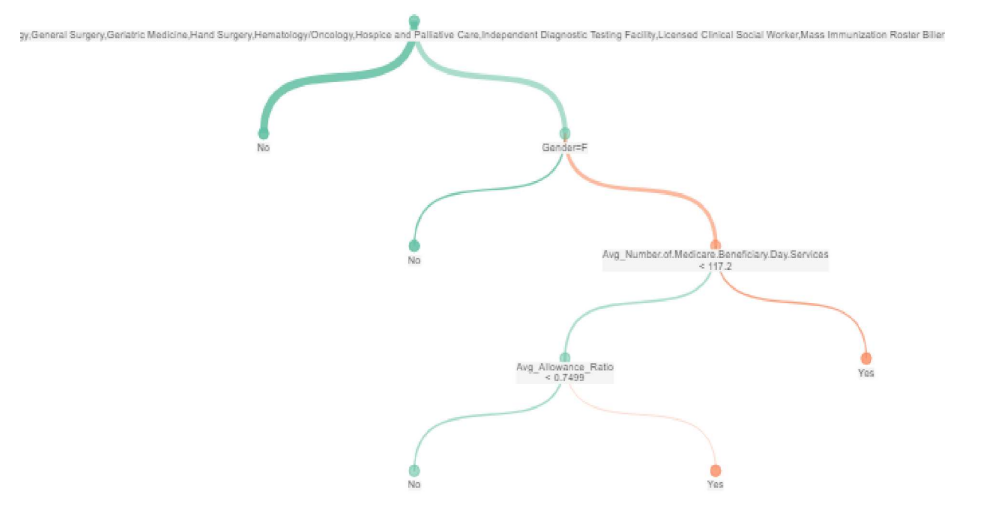 gy,General Surgery,Geriatric Medicine,Hand Surgery,Hematology/Oncology,Hospice and Palliative Care,Independent Diagnostic Testing Facility,Licensed Clinical Social Worker,Mass Immunization Roster Biller
No
Gender=F
No
Avg_Number.of.Medicare.Beneficiary.Day.Services
< 117.2
Avg_Allowance_Ratio
< 0.7499
Yes
No
Yes